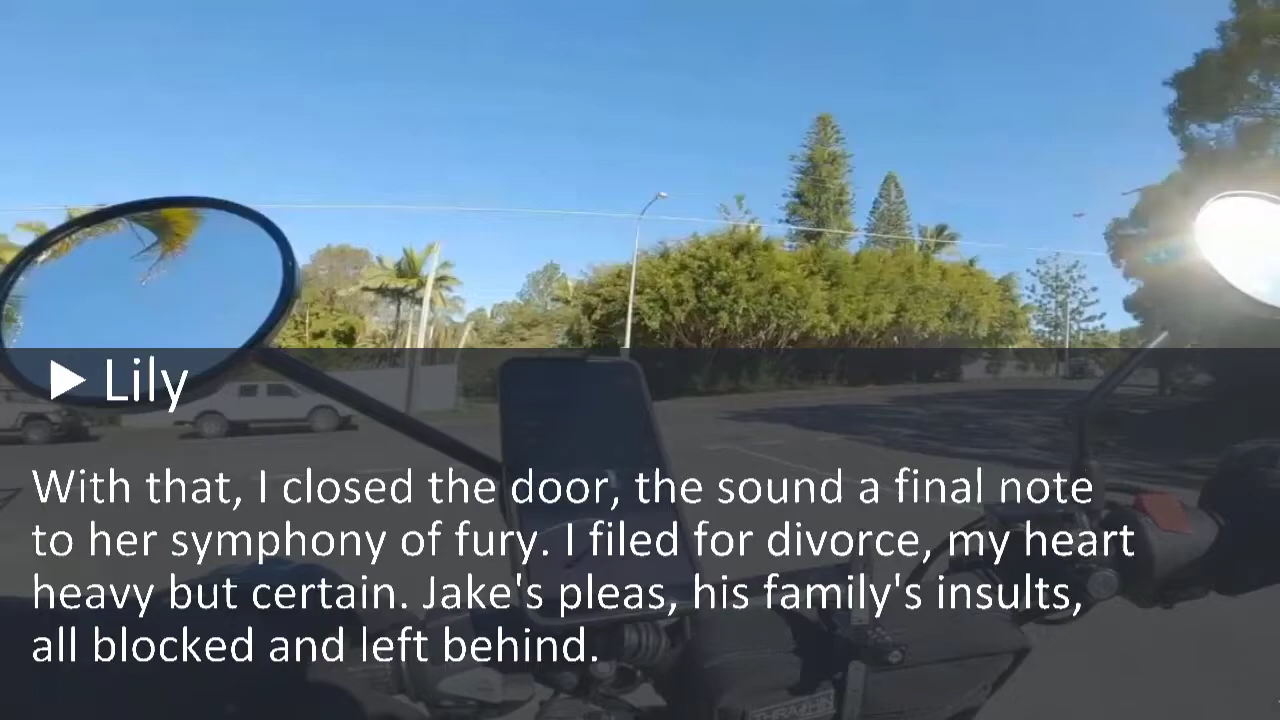 ▶ Lily
With that, I closed the door, the sound a final note
to her symphony of fury. I filed for divorce, my heart
heavy but certain. Jake's pleas, his family's insults,
all blocked and left behind.